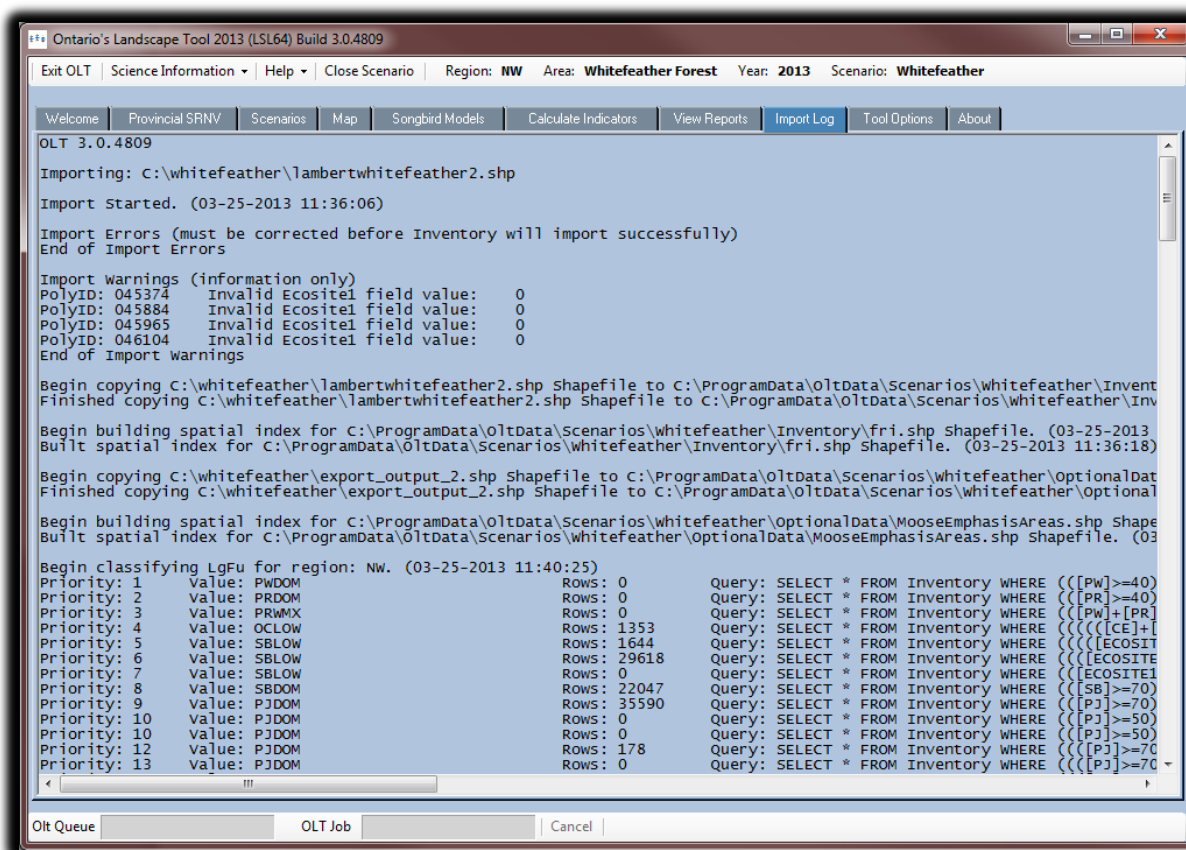 Ontario's Landscape Tool 2013 (LSL64) Build 3.0.4809
Exit OLT Science Information Help Close Scenario Region: NW Area: Whitefeather Forest Year: 2013 Scenario: Whitefeather
Welcome Provincial SRNV Scenarios Map Songbird Models Calculate Indicators View Reports Import Log Tool Options About
OLT 3.0.4809
Importing: C:\whitefeather\lambertwhitefeather2.shp
Import Started. (03-25-2013 11:36:06)
Import Errors (must be corrected before Inventory will import successfully)
End of Import Errors
Import Warnings (information only)
PolyID: 045374 Invalid Ecosite1 field value: 0
PolyID: 045884 Invalid Ecosite1 field value: 0
PolyID: 045965 Invalid Ecosite1 field value: 0
PolyID: 046104 Invalid Ecosite1 field value: 0
End of Import Warnings
Begin copying C:\whitefeather\lambertwhitefeather2.shp Shapefile to C:\ProgramData\OltData\Scenarios\Whitefeather\Invent
Finished copying C:\whitefeather\lambertwhitefeather2.shp Shapefile to C:\ProgramData\OltData\Scenarios\Whitefeather\Inv
Begin building spatial index for C:\ProgramData\OltData\Scenarios\Whitefeather\Inventory\fri.shp Shapefile. (03-25-2013
Built spatial index for C:\ProgramData\OltData\Scenarios\Whitefeather\Inventory\fri.shp Shapefile. (03-25-2013 11:36:18)
Begin copying C:\whitefeather\export_output_2.shp Shapefile to C:\ProgramData\OltData\Scenarios\Whitefeather\OptionalDat
Finished copying C:\whitefeather\export_output_2.shp Shapefile to C:\ProgramData\OltData\Scenarios\Whitefeather\Optional
Begin building spatial index for C:\ProgramData\OltData\Scenarios\Whitefeather\OptionalData\MooseEmphasisAreas.shp Shape
Built spatial index for C:\ProgramData\OltData\Scenarios\Whitefeather\OptionalData\MooseEmphasisAreas.shp Shapefile. (03
Begin classifying LgFu for region: NW. (03-25-2013 11:40:25)
Priority: 1 Value: PWDOM Rows: 0 Query: SELECT * FROM Inventory WHERE (([PW]>=40)
Priority: 2 Value: PRDOM Rows: 0 Query: SELECT * FROM Inventory WHERE (([PR]>=40)
Priority: 3 Value: PRWMX Rows: 0 Query: SELECT * FROM Inventory WHERE (([PW]+[PR]
Priority: 4 Value: OCLOW Rows: 1353 Query: SELECT * FROM Inventory WHERE ((((([CE]+[
Priority: 5 Value: SBLOW Rows: 1644 Query: SELECT * FROM Inventory WHERE ((((([ECOSIT
Priority: 6 Value: SBLOW Rows: 29618 Query: SELECT * FROM Inventory WHERE (((([ECOSITE
Priority: 7 Value: SBLOW Rows: 0 Query: SELECT * FROM Inventory WHERE ((([ECOSITE1
Priority: 8 Value: SBDOM Rows: 22047 Query: SELECT * FROM Inventory WHERE ((([SB]>=70)
Priority: 9 Value: PJDOM Rows: 35590 Query: SELECT * FROM Inventory WHERE ((([PJ]>=70)
Priority: 10 Value: PJDOM Rows: 0 Query: SELECT * FROM Inventory WHERE ((([PJ]>=50)
Priority: 10 Value: PJDOM Rows: 0 Query: SELECT * FROM Inventory WHERE ((([PJ]>=50)
Priority: 12 Value: PJDOM Rows: 178 Query: SELECT * FROM Inventory WHERE (((([PJ]>=70
Priority: 13 Value: PJDOM Rows: 0 Query: SELECT * FROM Inventory WHERE (((([PJ]>=70
Olt Queue OLT Job Cancel